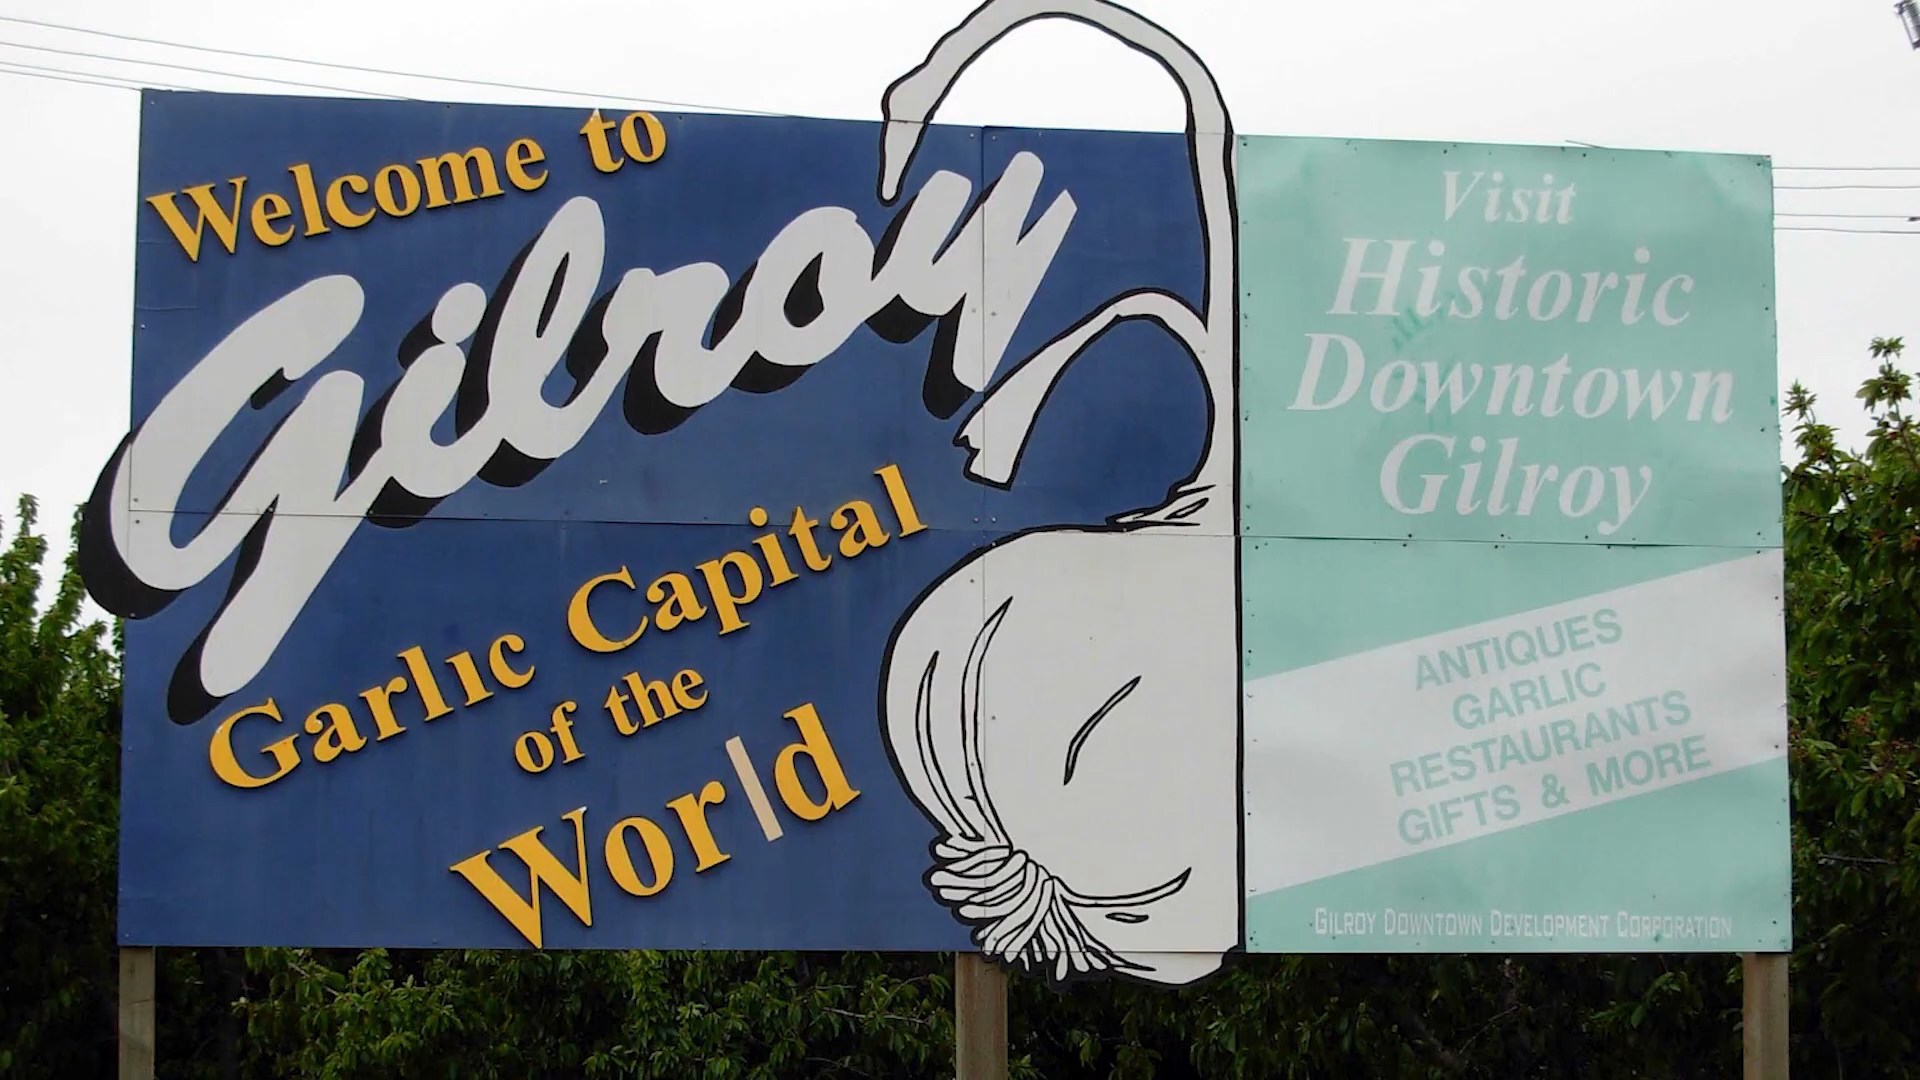 Welcome to
Gilroy
Garlic Capital
of the
World
Visit
Historic
Downtown
Gilroy
ANTIQUES
GARLIC
RESTAURANTS
GIFTS & MORE
GILROY DOWNTOWN DEVELOPMENT CORPORATION